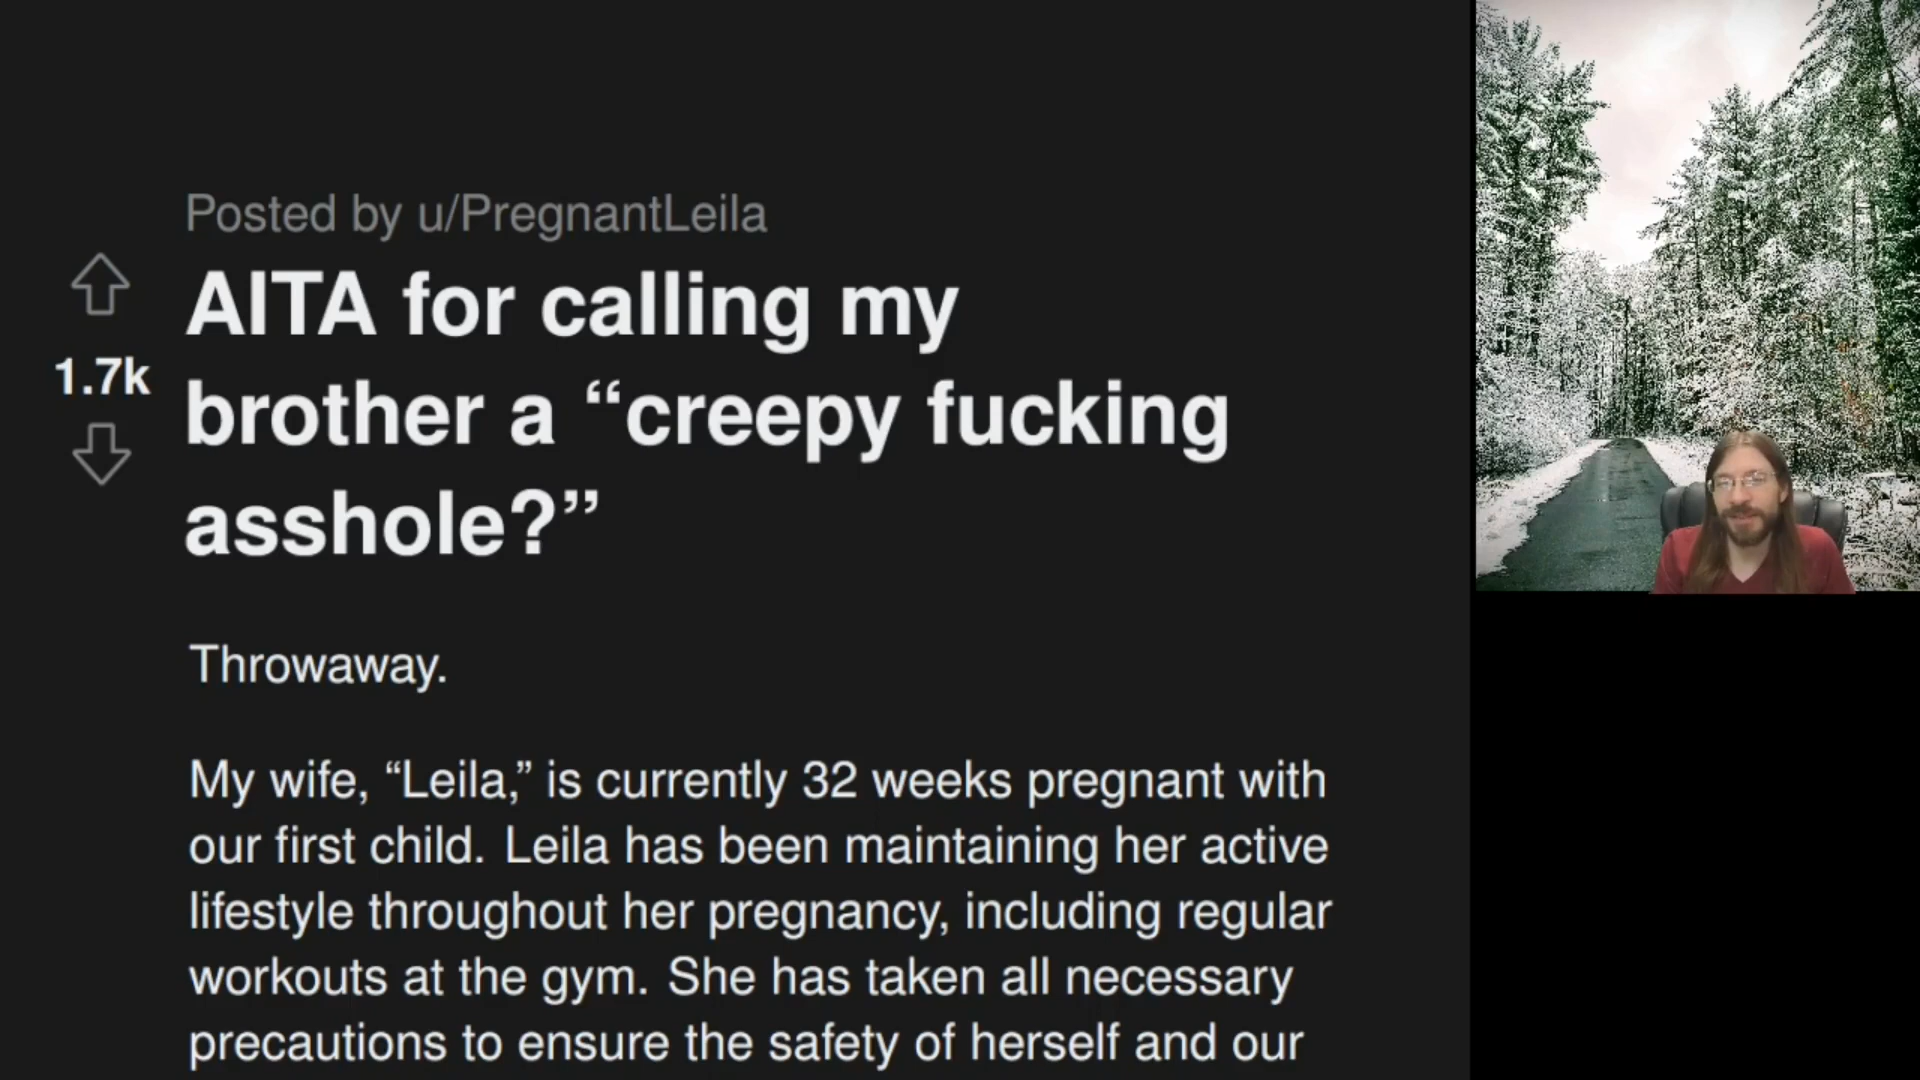 Posted by u/PregnantLeila
AITA for calling my
1.7k
brother a “creepy fucking
asshole?”
Throwaway.
My wife, “Leila,” is currently 32 weeks pregnant with
our first child. Leila has been maintaining her active
lifestyle throughout her pregnancy, including regular
workouts at the gym. She has taken all necessary
precautions to ensure the safety of herself and our